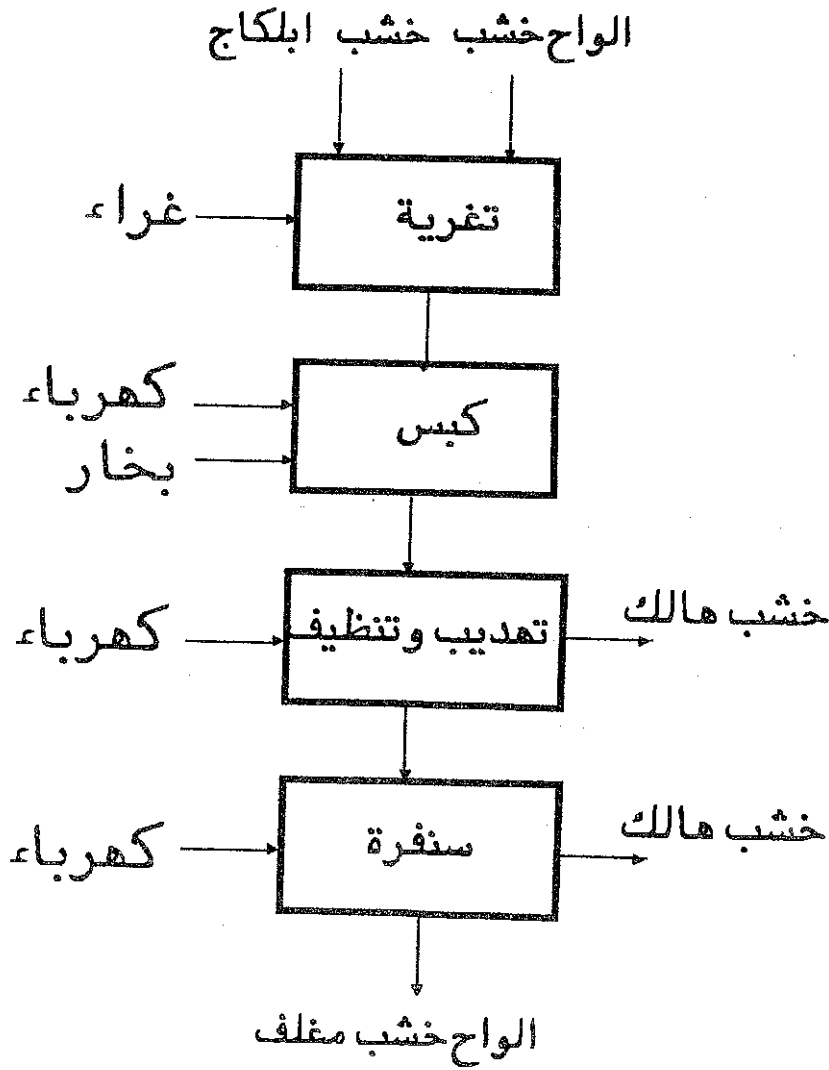 الواح خشب خشب ابلكاج
تغرية
غراء
كبس
كهرباء
بخار
تهديب وتنظيف
كهرباء
خشب هالك
سنفرة
كهرباء
خشب هالك
الواح خشب مغلف